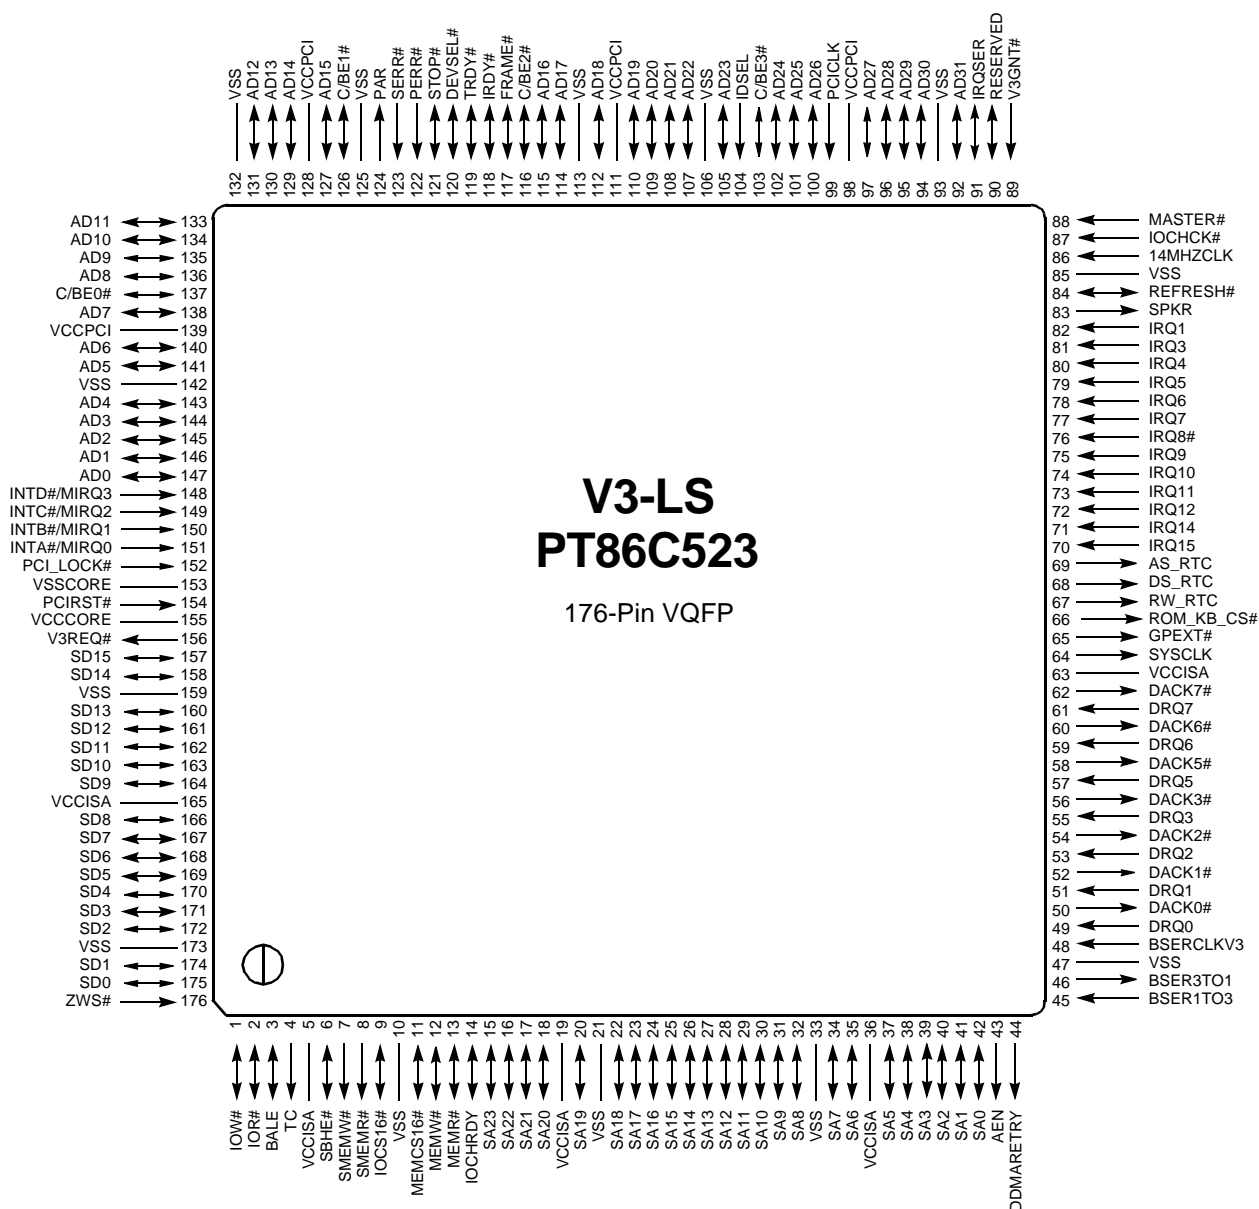 VSS
AD12
AD13
AD14
VCCPCI
AD15
C/BE1#
VSS
PAR
SERR#
PERR#
STOP#
DEVSEL#
TRDY#
IRDY#
FRAME#
C/BE2#
AD16
AD17
VSS
AD18
VCCPCI
AD19
AD20
AD21
AD22
VSS
AD23
IDSEL
C/BE3#
AD24
AD25
AD26
PCICLK
VCCPCI
AD27
AD28
AD29
AD30
VSS
AD31
IRQSER
RESERVED
V3GNT#
132
131
130
129
128
127
126
125
124
123
122
121
120
119
118
117
116
115
114
113
112
111
110
109
108
107
106
105
104
103
102
101
100
99
98
97
96
95
94
93
92
91
90
89
AD11 133
AD10 134
AD9 135
AD8 136
C/BE0# 137
AD7 138
VCCPCI 139
AD6 140
AD5 141
VSS 142
AD4 143
AD3 144
AD2 145
AD1 146
AD0 147
INTD#/MIRQ3 148
INTC#/MIRQ2 149
INTB#/MIRQ1 150
INTA#/MIRQ0 151
PCI_LOCK# 152
VSSCORE 153
PCIRST# 154
VCCCORE 155
V3REQ# 156
SD15 157
SD14 158
VSS 159
SD13 160
SD12 161
SD11 162
SD10 163
SD9 164
VCCISA 165
SD8 166
SD7 167
SD6 168
SD5 169
SD4 170
SD3 171
SD2 172
VSS 173
SD1 174
SD0 175
ZWS# 176
V3-LS
PT86C523
176-Pin VQFP
88 MASTER#
87 IOCHCK#
86 14MHZCLK
85 VSS
84 REFRESH#
83 SPKR
82 IRQ1
81 IRQ3
80 IRQ4
79 IRQ5
78 IRQ6
77 IRQ7
76 IRQ8#
75 IRQ9
74 IRQ10
73 IRQ11
72 IRQ12
71 IRQ14
70 IRQ15
69 AS_RTC
68 DS_RTC
67 RW_RTC
66 ROM_KB_CS#
65 GPEXT#
64 SYSCLK
63 VCCISA
62 DACK7#
61 DRQ7
60 DACK6#
59 DRQ6
58 DACK5#
57 DRQ5
56 DACK3#
55 DRQ3
54 DACK2#
53 DRQ2
52 DACK1#
51 DRQ1
50 DACK0#
49 DRQ0
48 BSERCLKV3
47 VSS
46 BSER3TO1
45 BSER1TO3
1
2
3
4
5
6
7
8
9
10
11
12
13
14
15
16
17
18
19
20
21
22
23
24
25
26
27
28
29
30
31
32
33
34
35
36
37
38
39
40
41
42
43
44
IOW#
IOR#
BALE
TC
VCCISA
SBHE#
SMEMW#
SMEMR#
IOCS16#
VSS
MEMCS16#
MEMW#
MEMR#
IOCHRDY
SA23
SA22
SA21
SA20
VCCISA
SA19
VSS
SA18
SA17
SA16
SA15
SA14
SA13
SA12
SA11
SA10
SA9
SA8
VSS
SA7
SA6
VCCISA
SA5
SA4
SA3
SA2
SA1
SA0
AEN
DDMARETRY